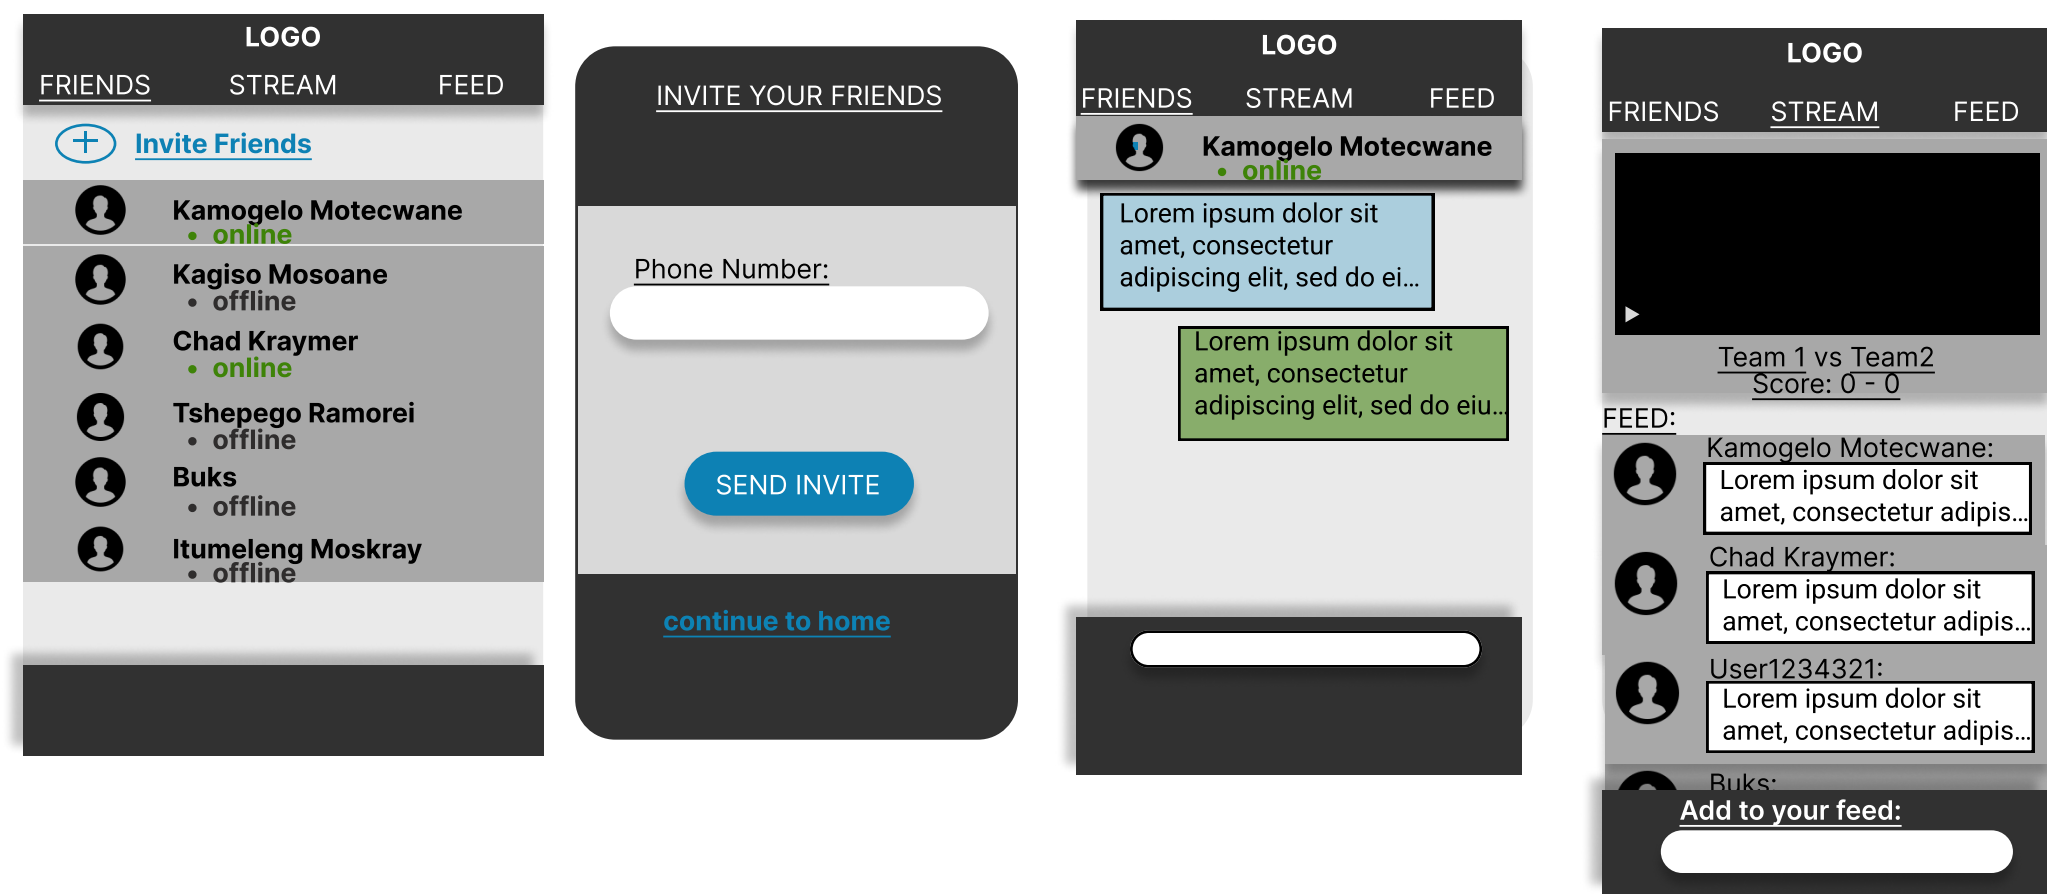 LOGO
FRIENDS STREAM FEED
Invite Friends
Kamogelo Motecwane
• online
Kagiso Mosoane
• offline
Chad Kraymer
• online
Tshepego Ramorei
• offline
Buks
• offline
Itumeleng Moskray
• offline
INVITE YOUR FRIENDS
Phone Number:
SEND INVITE
continue to home
LOGO
FRIENDS STREAM FEED
Kamogelo Motecwane
• online
Lorem ipsum dolor sit
amet, consectetur
adipiscing elit, sed do ei...
Lorem ipsum dolor sit
amet, consectetur
adipiscing elit, sed do eiu...
LOGO
FRIENDS STREAM FEED
Team 1 vs Team2
Score: 0 - 0
FEED:
Kamogelo Motecwane:
Lorem ipsum dolor sit
amet, consectetur adipis...
Chad Kraymer:
Lorem ipsum dolor sit
amet, consectetur adipis...
User1234321:
Lorem ipsum dolor sit
amet, consectetur adipis...
Buks:
Add to your feed: